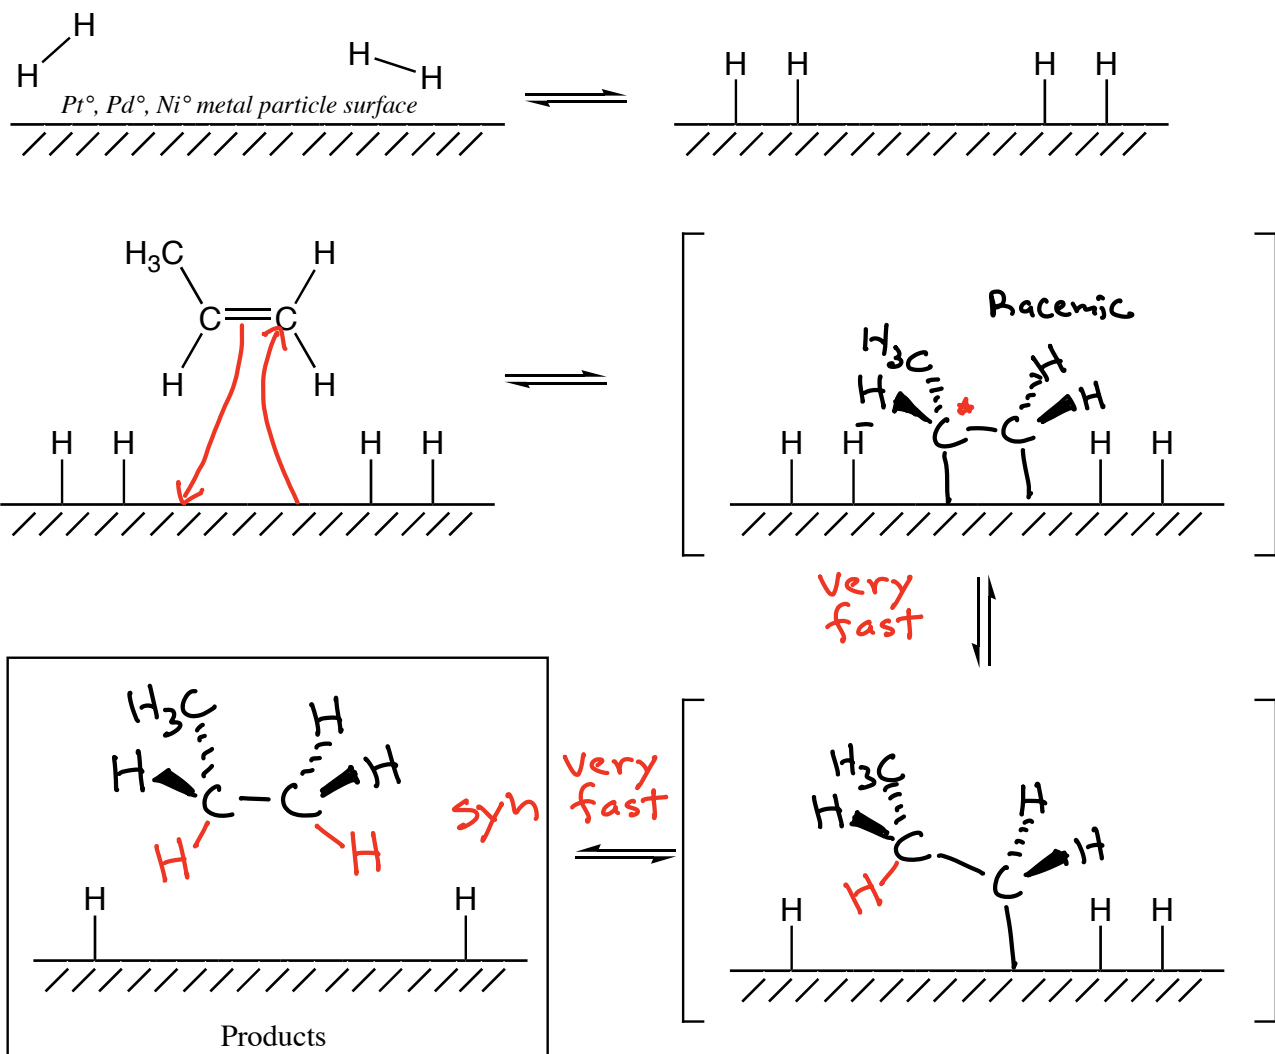 H H H H H H H H
Pt°, Pd°, Ni° metal particle surface
H₃C H
C C
H H
H H H H
Racemic
H₃C H
H * H
C C
H H⁻ H H
very
fast
H₃C H
H H
C C
H H
syn
very
fast
H H
Products
H₃C
H H
C H
H C
H H H